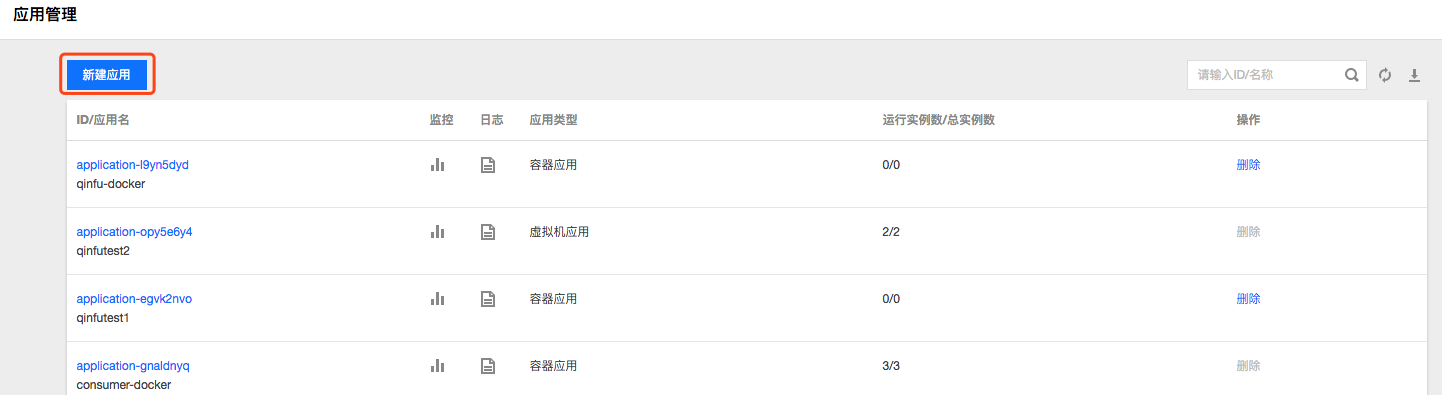 应用管理
新建应用
请输入ID/名称
ID/应用名 监控 日志 应用类型 运行实例数/总实例数 操作
application-l9yn5dyd 容器应用 0/0 删除
qinfu-docker
application-opy5e6y4 虚拟机应用 2/2 删除
qinfutest2
application-egvk2nvo 容器应用 0/0 删除
qinfutest1
application-gnaldnyq 容器应用 3/3 删除
consumer-docker